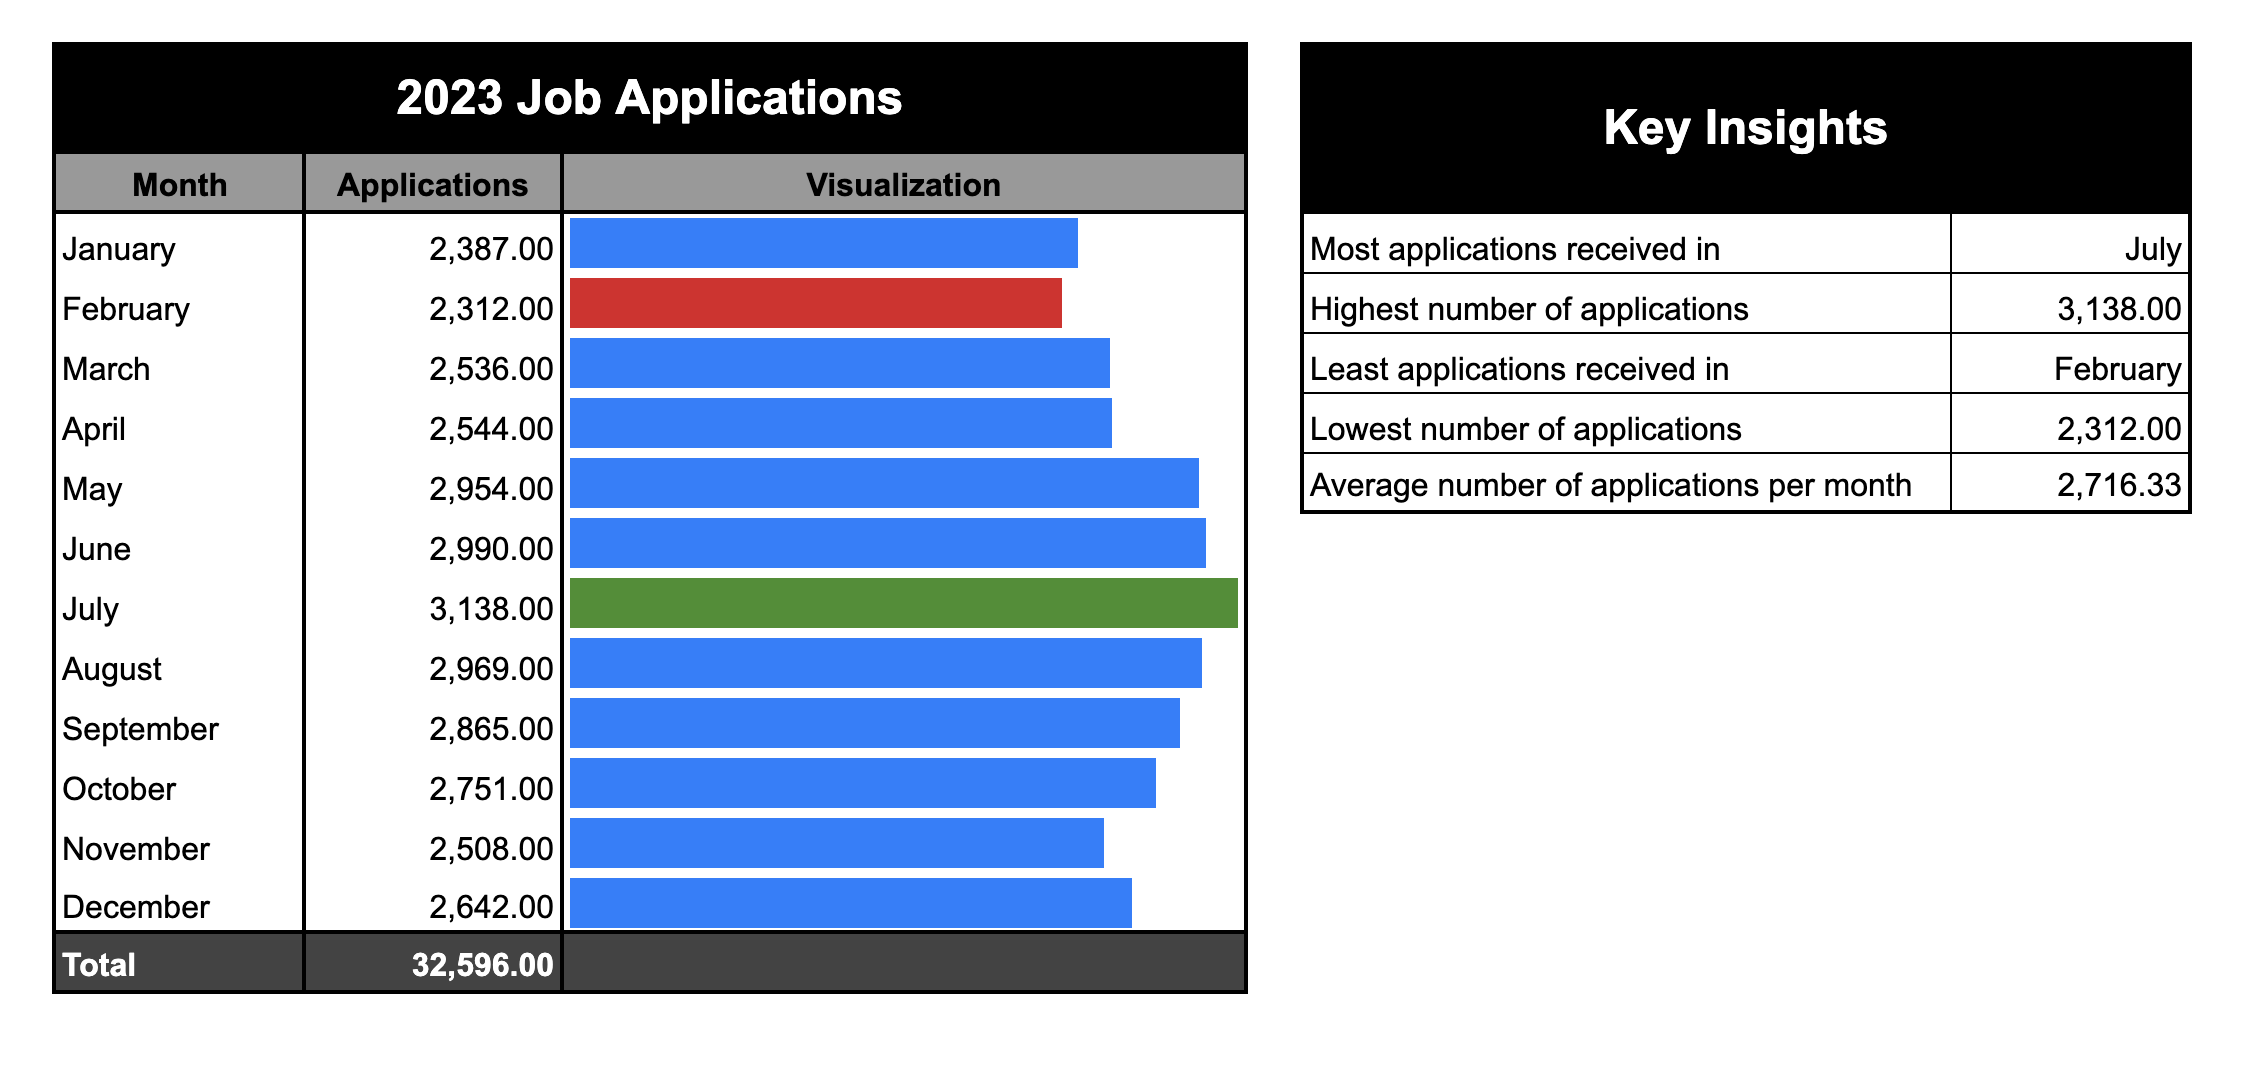 2023 Job Applications
Month Applications Visualization
January 2,387.00
February 2,312.00
March 2,536.00
April 2,544.00
May 2,954.00
June 2,990.00
July 3,138.00
August 2,969.00
September 2,865.00
October 2,751.00
November 2,508.00
December 2,642.00
Total 32,596.00
Key Insights
Most applications received in July
Highest number of applications 3,138.00
Least applications received in February
Lowest number of applications 2,312.00
Average number of applications per month 2,716.33